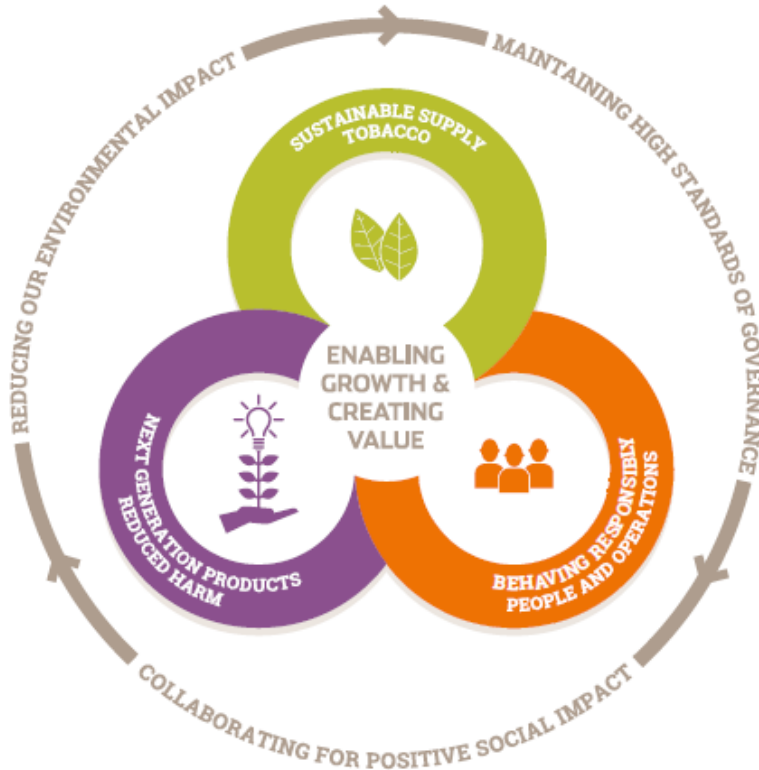 REDUCING OUR ENVIRONMENTAL IMPACT
MAINTAINING HIGH STANDARDS OF GOVERNANCE
SUSTAINABLE SUPPLY
TOBACCO
ENABLING
GROWTH &
CREATING
VALUE
NEXT GENERATION PRODUCTS
REDUCED HARM
BEHAVING RESPONSIBLY
PEOPLE AND OPERATIONS
COLLABORATING FOR POSITIVE SOCIAL IMPACT